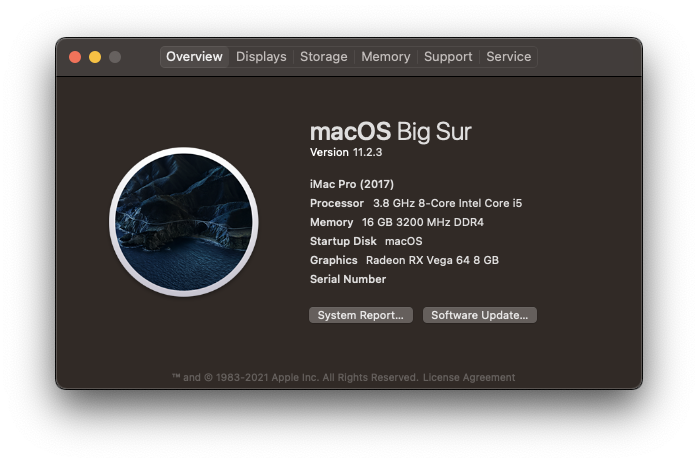 Overview Displays Storage Memory Support Service
macOS Big Sur
Version 11.2.3
iMac Pro (2017)
Processor 3.8 GHz 8-Core Intel Core i5
Memory 16 GB 3200 MHz DDR4
Startup Disk macOS
Graphics Radeon RX Vega 64 8 GB
Serial Number
System Report...
Software Update...
™ and © 1983-2021 Apple Inc. All Rights Reserved. License Agreement